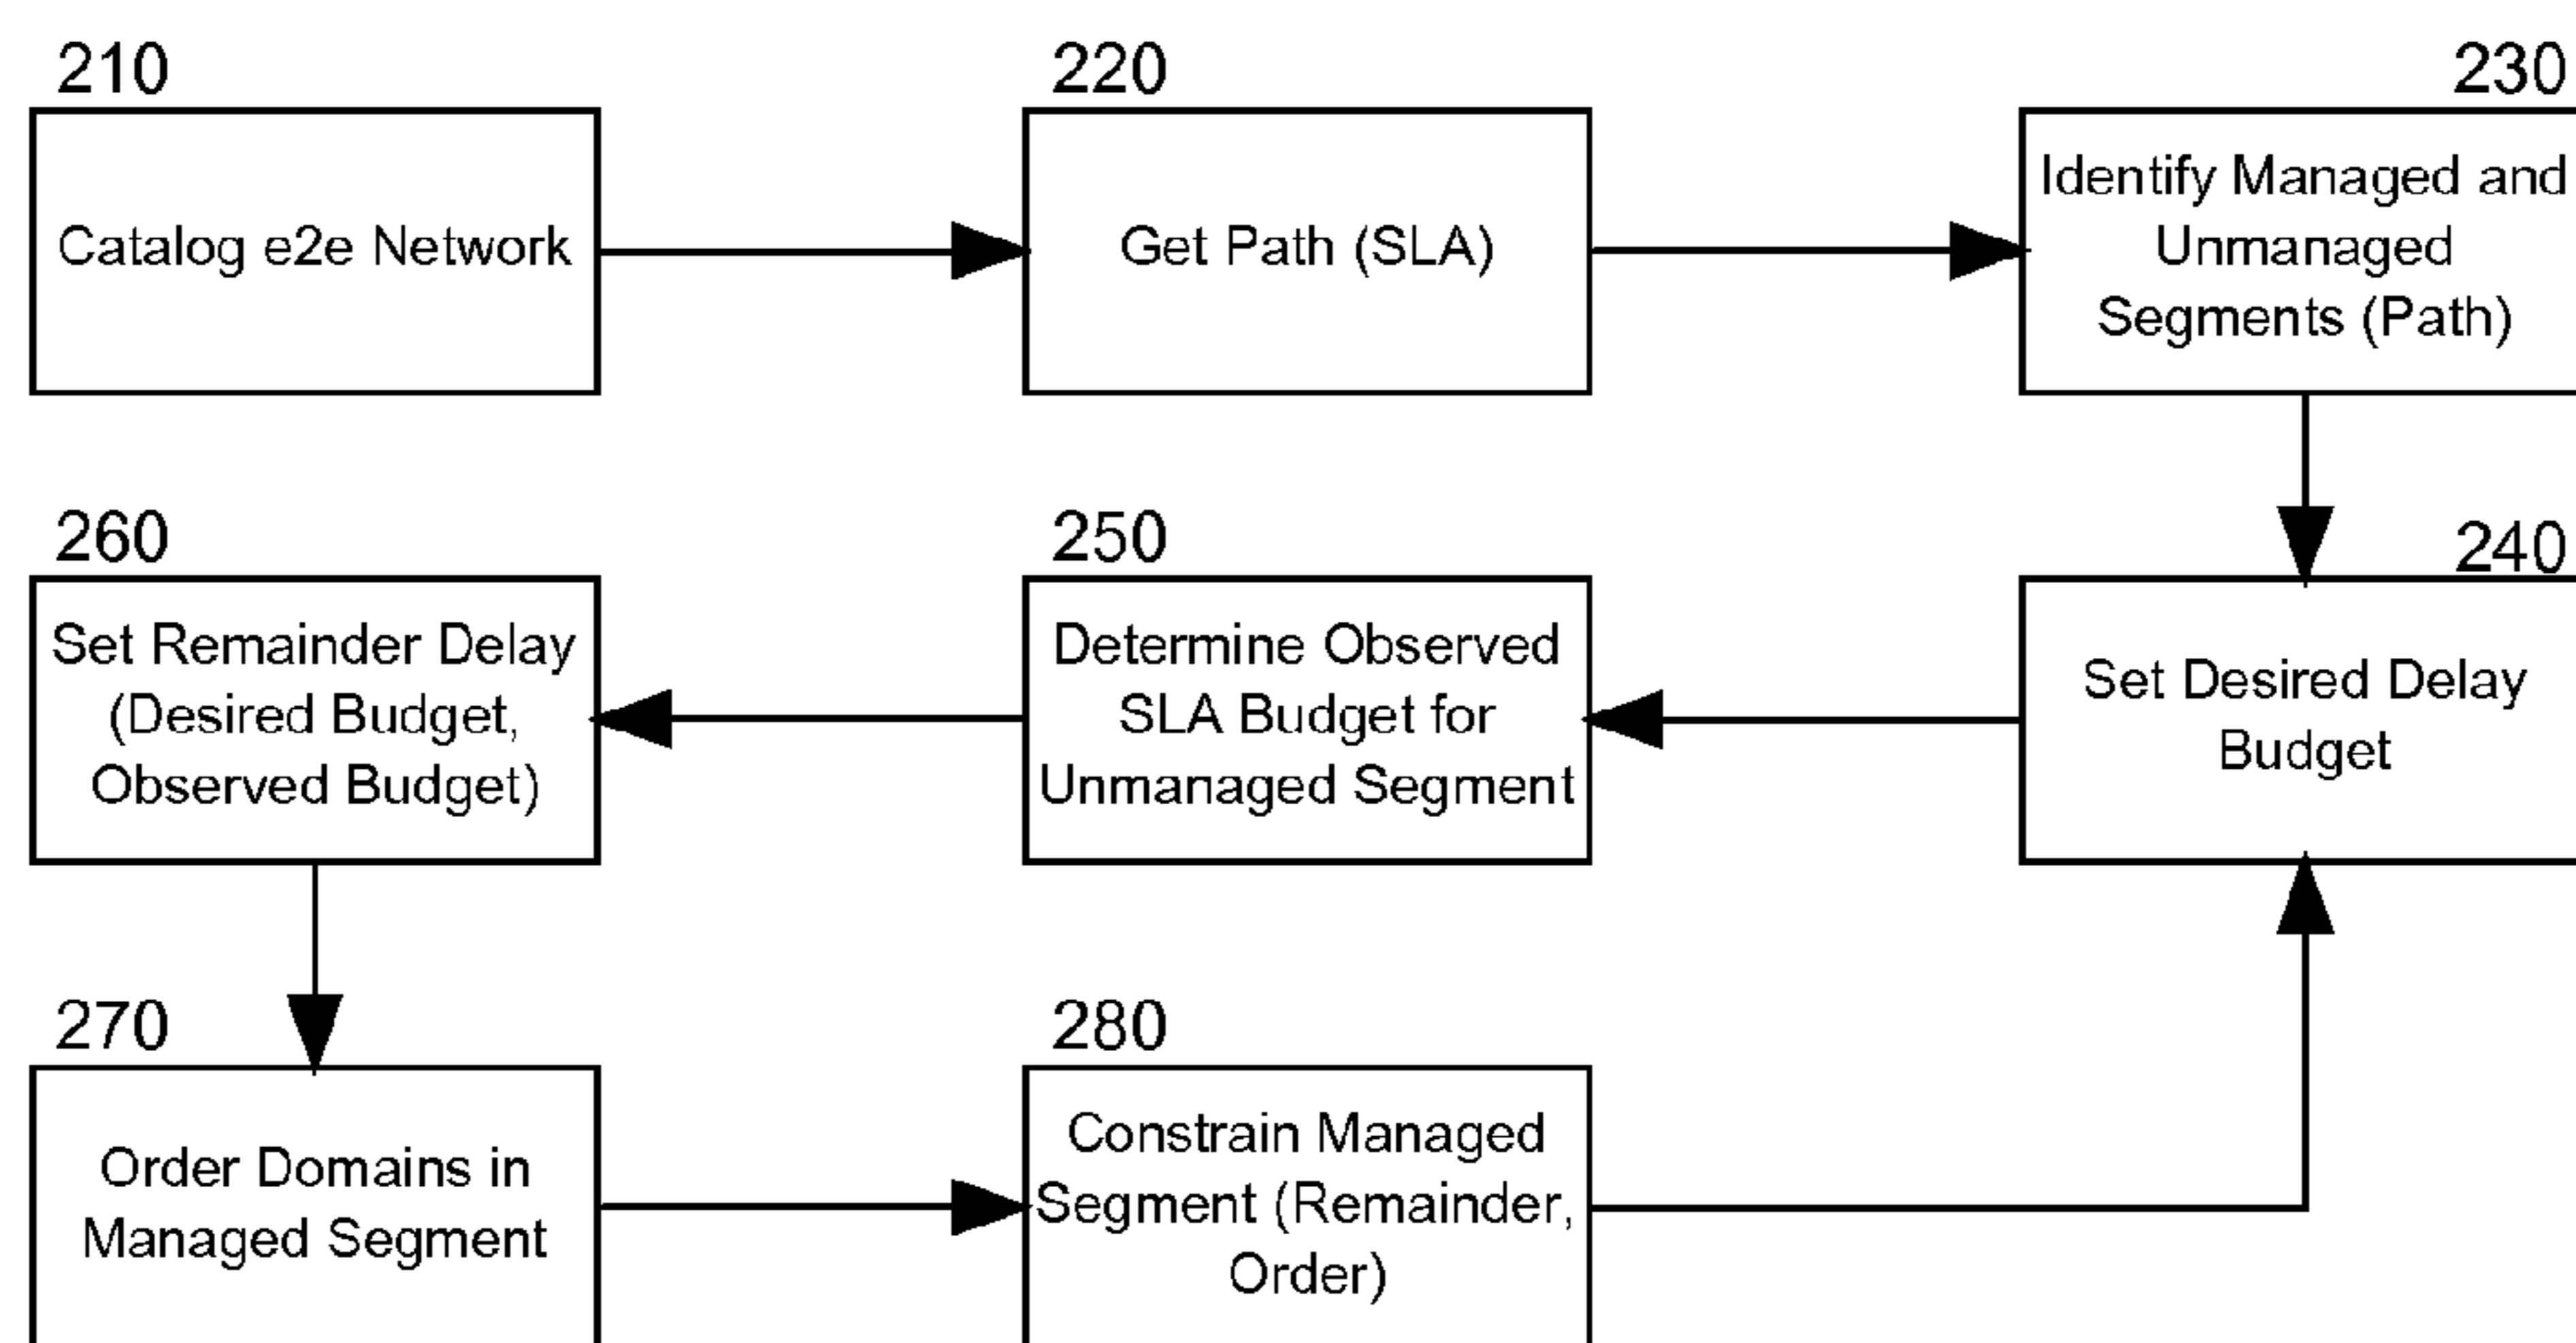 210
Catalog e2e Network
220
Get Path (SLA)
230
Identify Managed and
Unmanaged
Segments (Path)
260
Set Remainder Delay
(Desired Budget,
Observed Budget)
250
Determine Observed
SLA Budget for
Unmanaged Segment
240
Set Desired Delay
Budget
270
Order Domains in
Managed Segment
280
Constrain Managed
Segment (Remainder,
Order)